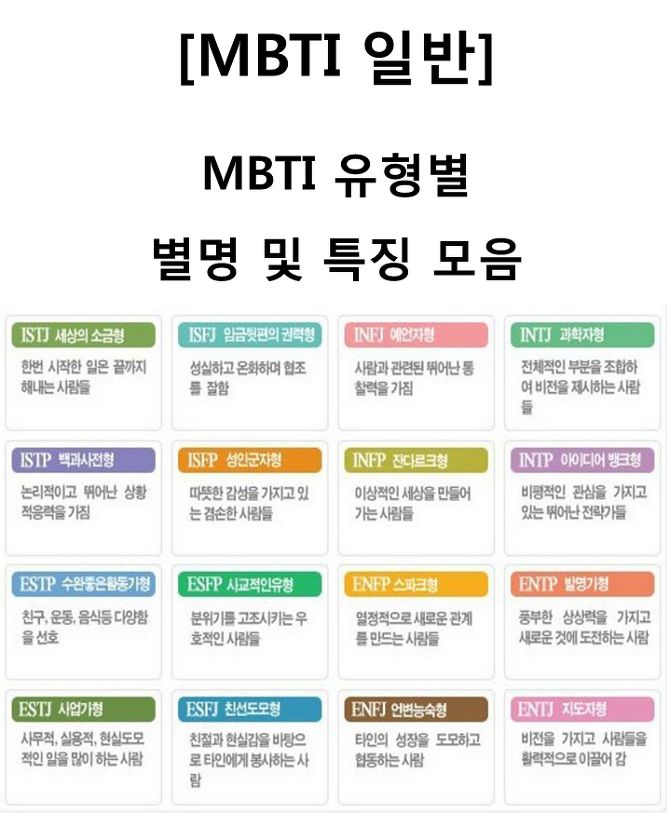 [MBTI 일반]
MBTI 유형별
별명 및 특징 모음
ISTJ 세상의 소금형
한번 시작한 일은 끝까지
해내는 사람들
ISFJ 임금뒷편의 권력형
성실하고 온화하며 협조
를 잘함
INFJ 예언자형
사람과 관련된 뛰어난 통
찰력을 가짐
INTJ 과학자형
전체적인 부분을 조합하
여 비전을 제시하는 사람
들
ISTP 백과사전형
논리적이고 뛰어난 상황
적응력을 가짐
ISFP 성인군자형
따뜻한 감성을 가지고 있
는 겸손한 사람들
INFP 잔다르크형
이상적인 세상을 만들어
가는 사람들
INTP 아이디어 뱅크형
비평적인 관심을 가지고
있는 뛰어난 전략가들
ESTP 수완좋은활동가형
친구, 운동, 음식등 다양함
을 선호
ESFP 사교적인유형
분위기를 고조시키는 우
호적인 사람들
ENFP 스파크형
열정적으로 새로운 관계
를 만드는 사람들
ENTP 발명가형
풍부한 상상력을 가지고
새로운 것에 도전하는 사람
ESTJ 사업가형
사무적, 실용적, 현실도모
적인 일을 많이 하는 사람
ESFJ 친선도모형
친절과 현실감을 바탕으
로 타인에게 봉사하는 사
람
ENFJ 언변능숙형
타인의 성장을 도모하고
협동하는 사람
ENTJ 지도자형
비전을 가지고 사람들을
활력적으로 이끌어 감